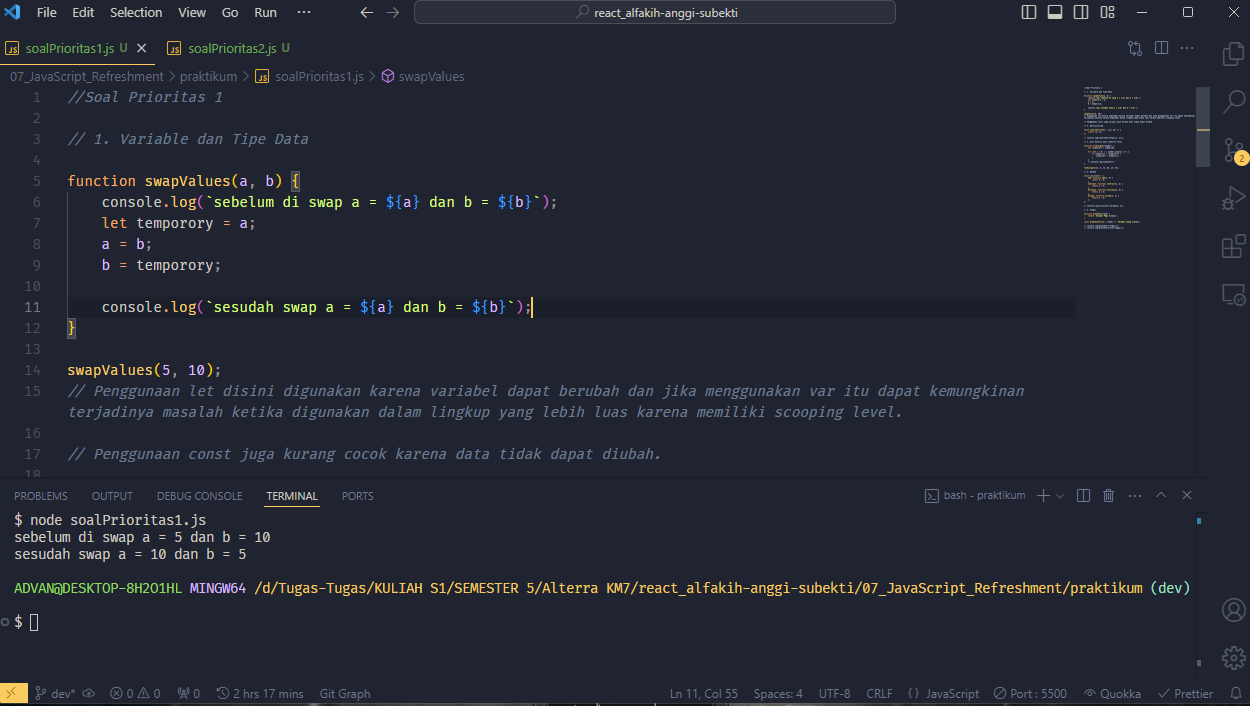 File Edit Selection View Go Run ··· react_alfakih-anggi-subekti
JS soalPrioritas1.js U JS soalPrioritas2.js U
07_JavaScript_Refreshment > praktikum > JS soalPrioritas1.js > swapValues
1 //Soal Prioritas 1
2
3 // 1. Variable dan Tipe Data
4
5 function swapValues(a, b) {
6 console.log(`sebelum di swap a = ${a} dan b = ${b}`);
7 let temporory = a;
8 a = b;
9 b = temporory;
10
11 console.log(`sesudah swap a = ${a} dan b = ${b}`);
12 }
13
14 swapValues(5, 10);
15 // Penggunaan let disini digunakan karena variabel dapat berubah dan jika menggunakan var itu dapat kemungkinan
terjadinya masalah ketika digunakan dalam lingkup yang lebih luas karena memiliki scooping level.
16
17 // Penggunaan const juga kurang cocok karena data tidak dapat diubah.
18
2
PROBLEMS OUTPUT DEBUG CONSOLE TERMINAL PORTS bash - praktikum
$ node soalPrioritas1.js
sebelum di swap a = 5 dan b = 10
sesudah swap a = 10 dan b = 5
ADVAN@DESKTOP-8H2O1HL MINGW64 /d/Tugas-Tugas/KULIAH S1/SEMESTER 5/Alterra KM7/react_alfakih-anggi-subekti/07_JavaScript_Refreshment/praktikum (dev)
$
dev* 0 0 0 2 hrs 17 mins Git Graph Ln 11, Col 55 Spaces: 4 UTF-8 CRLF {} JavaScript Port : 5500 Quokka Prettier